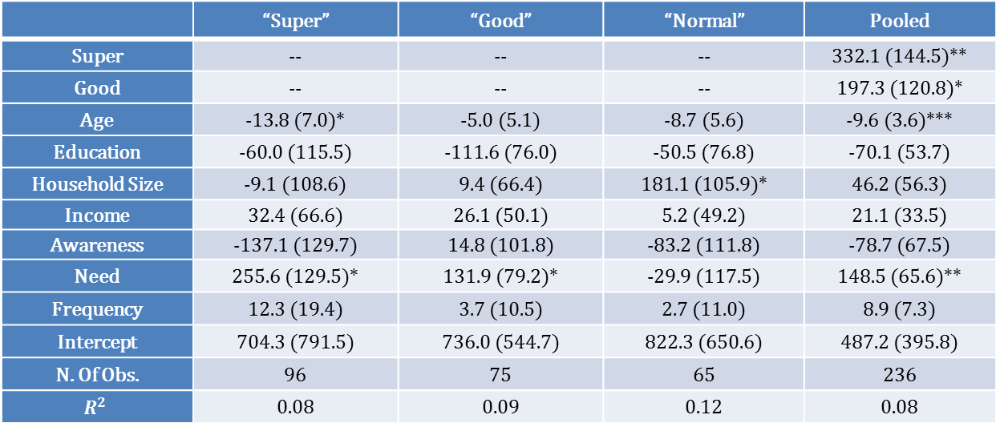 “Super” “Good” “Normal” Pooled
Super -- -- -- 332.1 (144.5)**
Good -- -- -- 197.3 (120.8)*
Age -13.8 (7.0)* -5.0 (5.1) -8.7 (5.6) -9.6 (3.6)***
Education -60.0 (115.5) -111.6 (76.0) -50.5 (76.8) -70.1 (53.7)
Household Size -9.1 (108.6) 9.4 (66.4) 181.1 (105.9)* 46.2 (56.3)
Income 32.4 (66.6) 26.1 (50.1) 5.2 (49.2) 21.1 (33.5)
Awareness -137.1 (129.7) 14.8 (101.8) -83.2 (111.8) -78.7 (67.5)
Need 255.6 (129.5)* 131.9 (79.2)* -29.9 (117.5) 148.5 (65.6)**
Frequency 12.3 (19.4) 3.7 (10.5) 2.7 (11.0) 8.9 (7.3)
Intercept 704.3 (791.5) 736.0 (544.7) 822.3 (650.6) 487.2 (395.8)
N. Of Obs. 96 75 65 236
R² 0.08 0.09 0.12 0.08